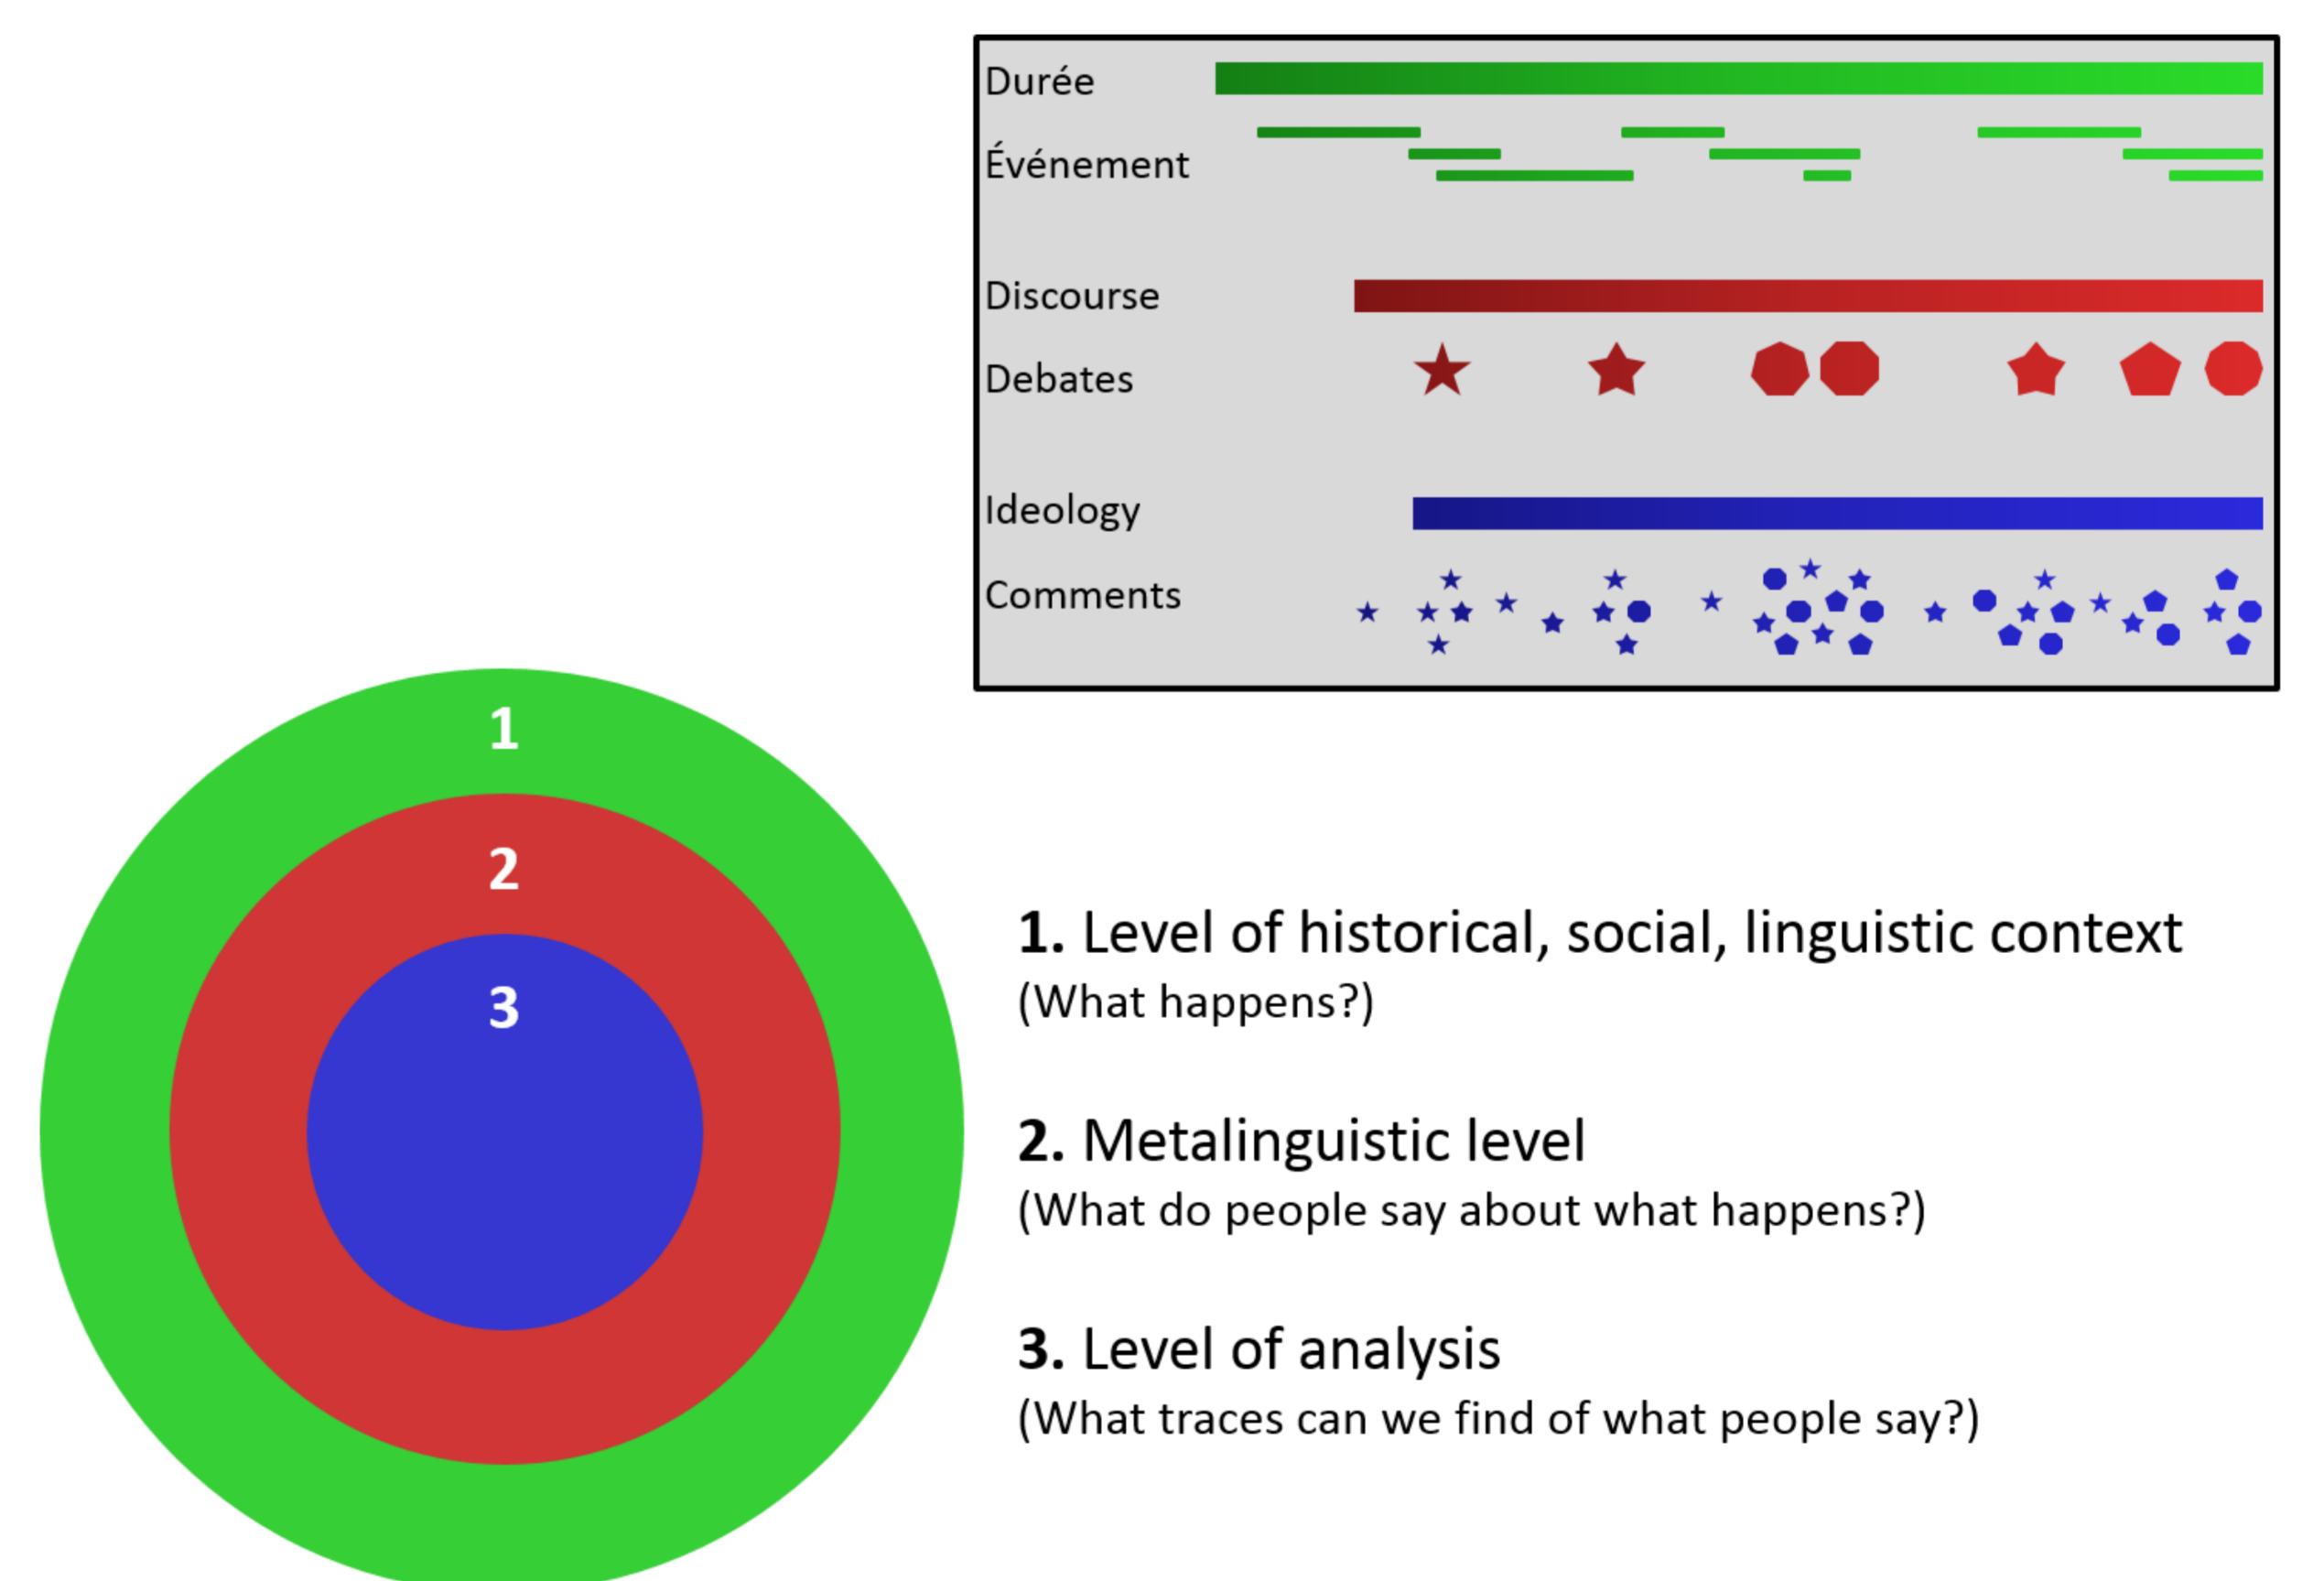 Durée
Événement
Discourse
Debates
Ideology
Comments
1
2
3
1. Level of historical, social, linguistic context
(What happens?)
2. Metalinguistic level
(What do people say about what happens?)
3. Level of analysis
(What traces can we find of what people say?)